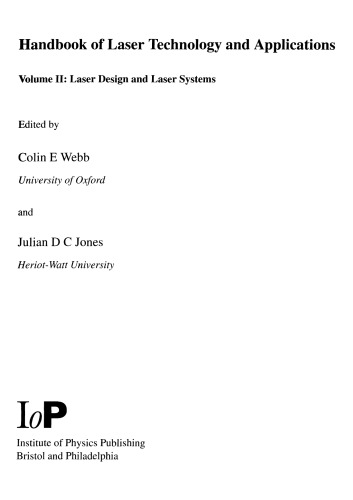 Handbook of Laser Technology and Applications
Volume II: Laser Design and Laser Systems
Edited by
Colin E Webb
University of Oxford
and
Julian D C Jones
Heriot-Watt University
IoP
Institute of Physics Publishing
Bristol and Philadelphia